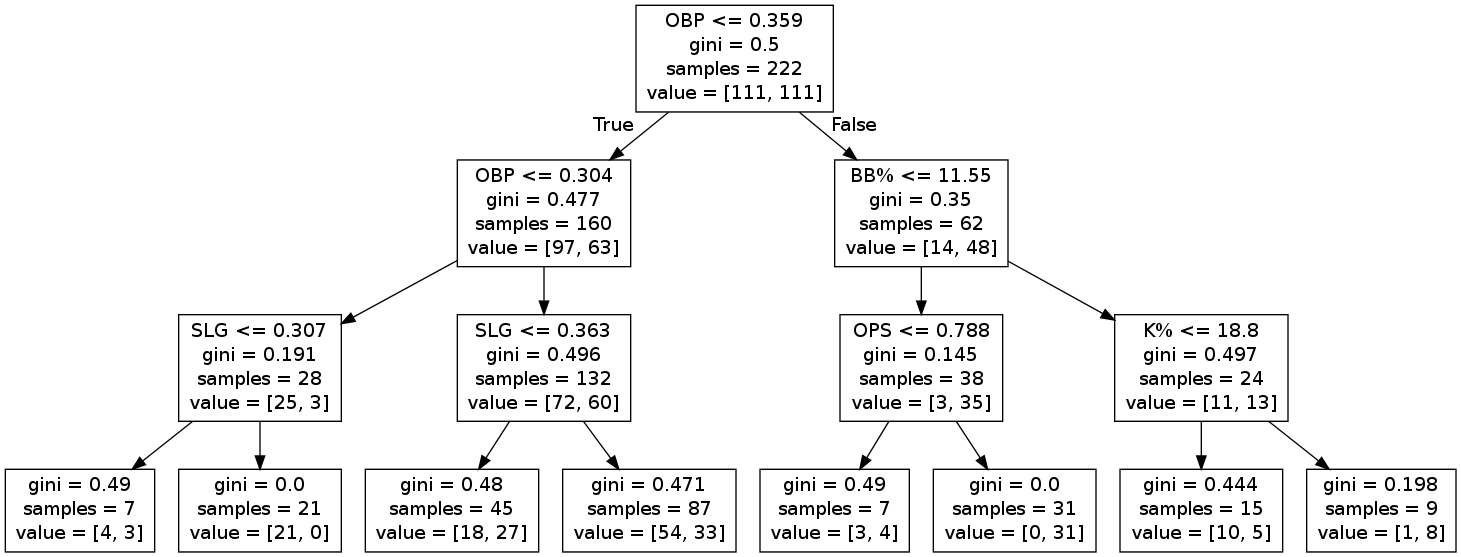 OBP <= 0.359
gini = 0.5
samples = 222
value = [111, 111]
True
False
OBP <= 0.304
gini = 0.477
samples = 160
value = [97, 63]
BB% <= 11.55
gini = 0.35
samples = 62
value = [14, 48]
SLG <= 0.307
gini = 0.191
samples = 28
value = [25, 3]
SLG <= 0.363
gini = 0.496
samples = 132
value = [72, 60]
OPS <= 0.788
gini = 0.145
samples = 38
value = [3, 35]
K% <= 18.8
gini = 0.497
samples = 24
value = [11, 13]
gini = 0.49
samples = 7
value = [4, 3]
gini = 0.0
samples = 21
value = [21, 0]
gini = 0.48
samples = 45
value = [18, 27]
gini = 0.471
samples = 87
value = [54, 33]
gini = 0.49
samples = 7
value = [3, 4]
gini = 0.0
samples = 31
value = [0, 31]
gini = 0.444
samples = 15
value = [10, 5]
gini = 0.198
samples = 9
value = [1, 8]